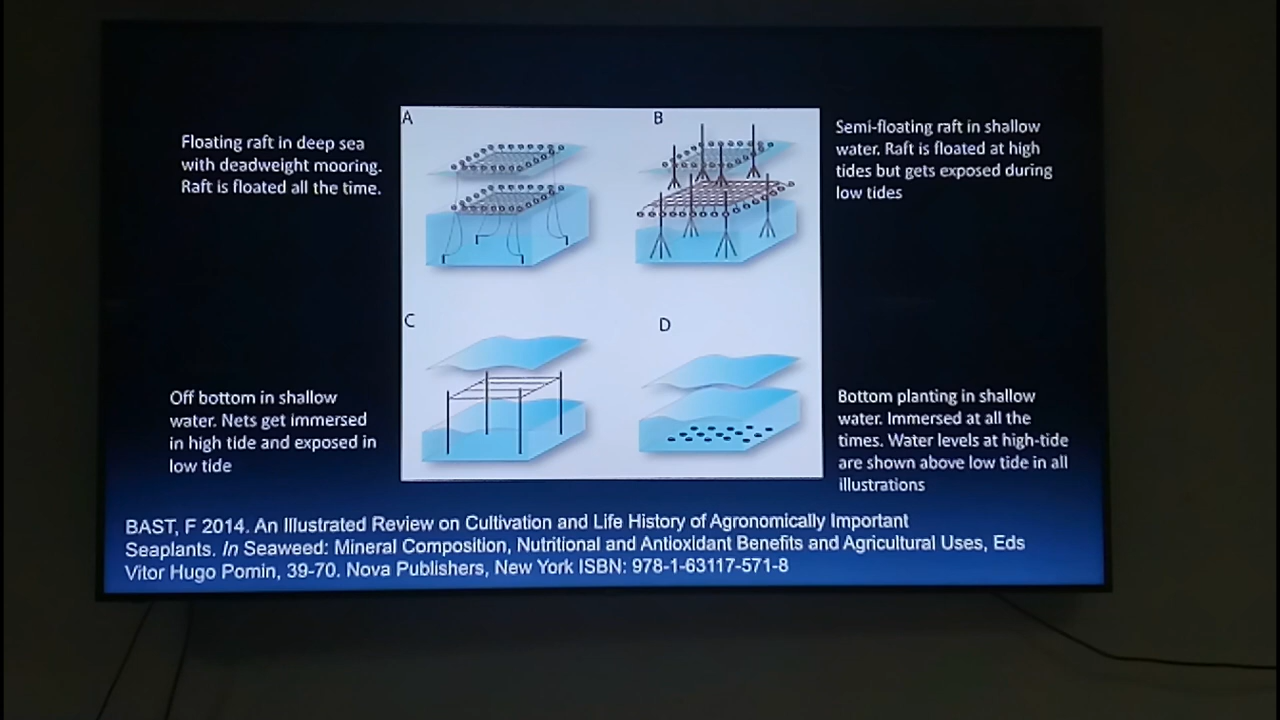 A
B
Floating raft in deep sea
with deadweight mooring.
Raft is floated all the time.
Semi-floating raft in shallow
water. Raft is floated at high
tides but gets exposed during
low tides
C
D
Off bottom in shallow
water. Nets get immersed
in high tide and exposed in
low tide
Bottom planting in shallow
water. Immersed at all the
times. Water levels at high-tide
are shown above low tide in all
illustrations
BAST, F 2014. An Illustrated Review on Cultivation and Life History of Agronomically Important
Seaplants. In Seaweed: Mineral Composition, Nutritional and Antioxidant Benefits and Agricultural Uses, Eds
Vitor Hugo Pomin, 39-70. Nova Publishers, New York ISBN: 978-1-63117-571-8